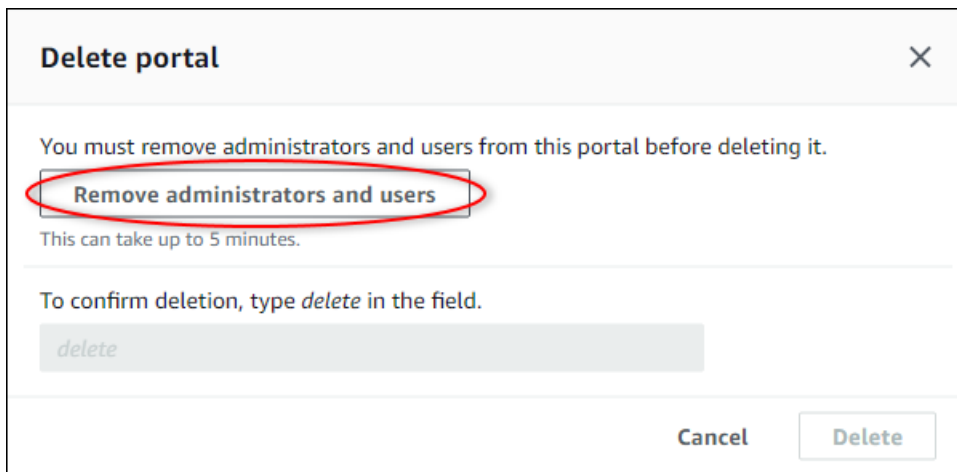 Delete portal
You must remove administrators and users from this portal before deleting it.
Remove administrators and users
This can take up to 5 minutes.
To confirm deletion, type delete in the field.
delete
Cancel Delete